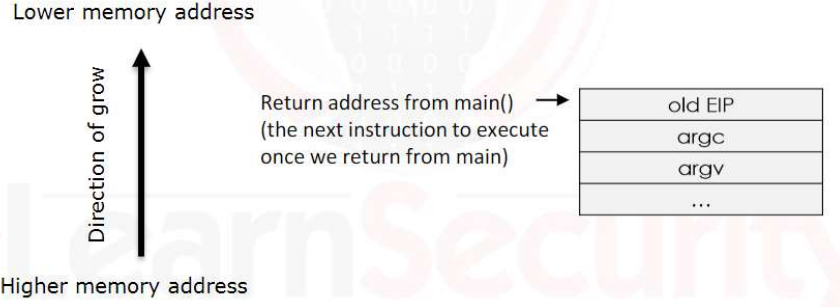 Lower memory address
Direction of grow
Return address from main()
(the next instruction to execute
once we return from main)
old EIP
argc
argv
...
Higher memory address
LearnSecurity